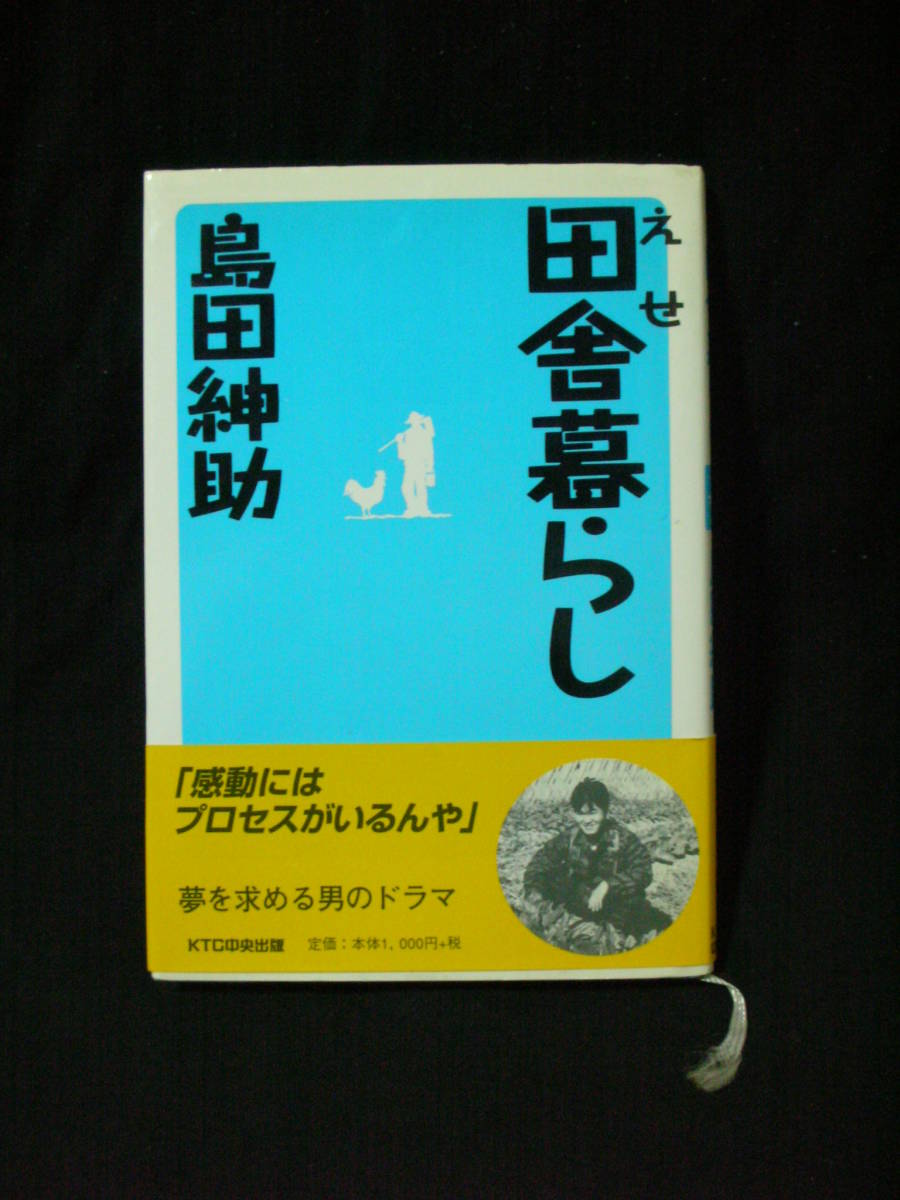 えせ
田舎暮らし
島田紳助
「感動には
プロセスがいるんや」
夢を求める男のドラマ
KTC中央出版 定価：本体1,000円+税